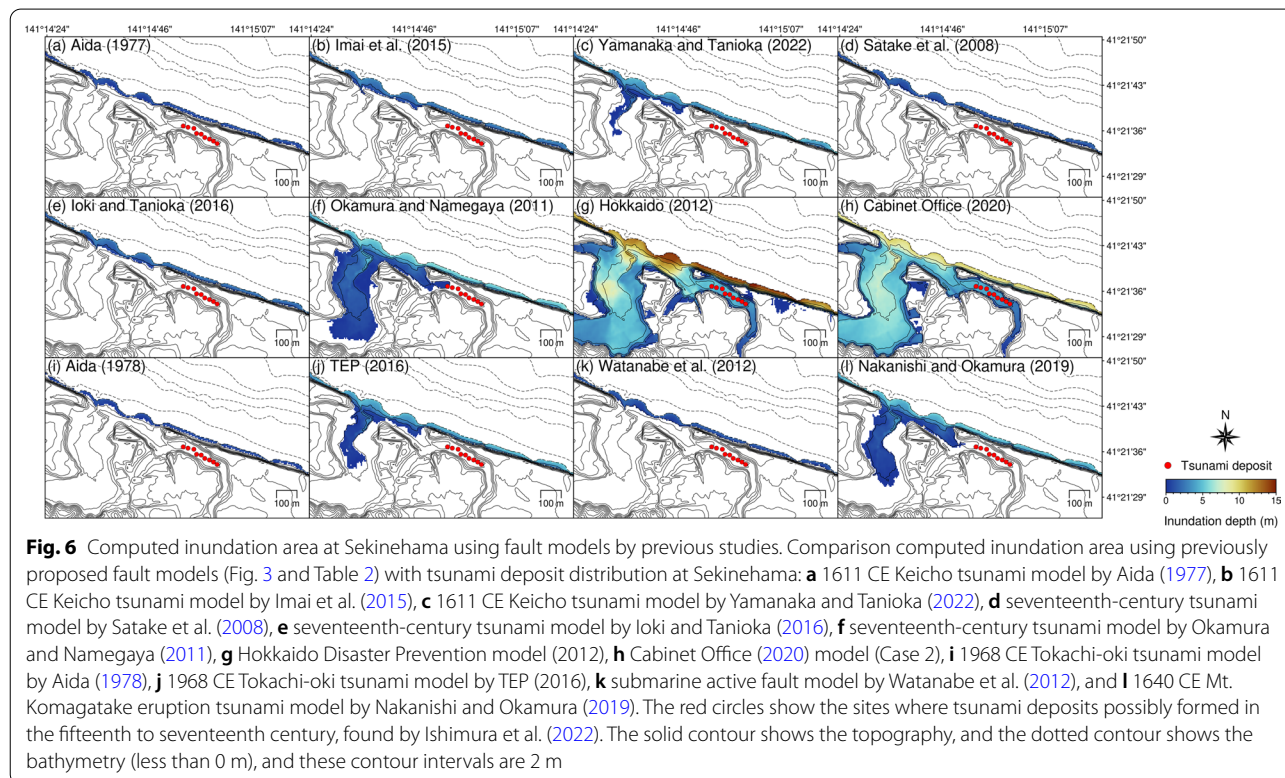 141°14'24" 141°14'46" 141°14'24" 141°14'46" 141°14'24" 141°14'46" 141°14'24" 141°14'46" 141°15'07"
(a) Aida (1977) (b) Imai et al. (2015) (c) Yamanaka and Tanioka (2022) (d) Satake et al. (2008) 41°21'50"
41°21'43"
41°21'36"
100 m 100 m 100 m 100 m 41°21'29"
(e) Ioki and Tanioka (2016) (f) Okamura and Namegaya (2011) (g) Hokkaido (2012) (h) Cabinet Office (2020) 41°21'50"
41°21'43"
41°21'36"
100 m 100 m 100 m 100 m 41°21'29"
(i) Aida (1978) (j) TEP (2016) (k) Watanabe et al. (2012) (l) Nakanishi and Okamura (2019) 41°21'50"
41°21'43"
41°21'36"
100 m 100 m 100 m 100 m 41°21'29"
N
Tsunami deposit
0 5 10 15
Inundation depth (m)
Fig. 6 Computed inundation area at Sekinehama using fault models by previous studies. Comparison computed inundation area using previously
proposed fault models (Fig. 3 and Table 2) with tsunami deposit distribution at Sekinehama: a 1611 CE Keicho tsunami model by Aida (1977), b 1611
CE Keicho tsunami model by Imai et al. (2015), c 1611 CE Keicho tsunami model by Yamanaka and Tanioka (2022), d seventeenth-century tsunami
model by Satake et al. (2008), e seventeenth-century tsunami model by Ioki and Tanioka (2016), f seventeenth-century tsunami model by Okamura
and Namegaya (2011), g Hokkaido Disaster Prevention model (2012), h Cabinet Office (2020) model (Case 2), i 1968 CE Tokachi-oki tsunami model
by Aida (1978), j 1968 CE Tokachi-oki tsunami model by TEP (2016), k submarine active fault model by Watanabe et al. (2012), and l 1640 CE Mt.
Komagatake eruption tsunami model by Nakanishi and Okamura (2019). The red circles show the sites where tsunami deposits possibly formed in
the fifteenth to seventeenth century, found by Ishimura et al. (2022). The solid contour shows the topography, and the dotted contour shows the
bathymetry (less than 0 m), and these contour intervals are 2 m